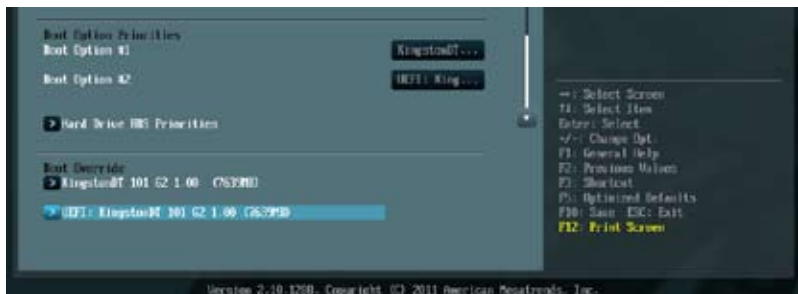 Boot Option Priorities
Boot Option #1 KingstonDT...
Boot Option #2 UEFI: King...
Hard Drive BBS Priorities
Boot Override
KingstonDT 101 G2 1.00 (7639MB)
UEFI: KingstonDT 101 G2 1.00 (7639MB)
→←: Select Screen
↑↓: Select Item
Enter: Select
+/-: Change Opt.
F1: General Help
F2: Previous Values
F3: Shortcut
F5: Optimized Defaults
F10: Save ESC: Exit
F12: Print Screen
Version 2.10.1208. Copyright (C) 2011 American Megatrends, Inc.